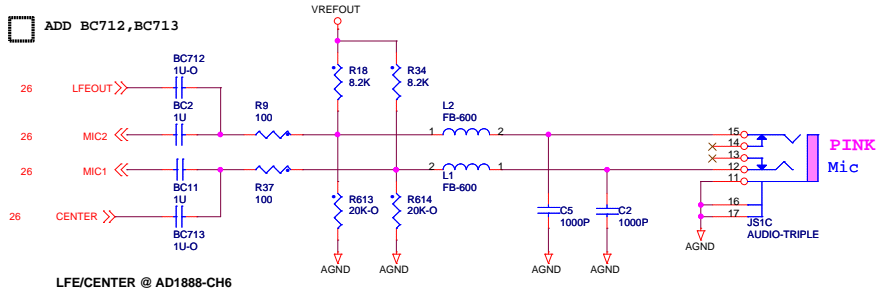 VREFOUT
ADD BC712,BC713
BC712
1U-O
R18
8.2K
R34
8.2K
26 LFEOUT
BC2
1U
R9
100
L2
FB-600
26 MIC2
1 2
15
14
13
12
11
PINK
Mic
26 MIC1
BC11
1U
R37
100
2 1
L1
FB-600
26 CENTER
BC713
1U-O
R613
20K-O
R614
20K-O
C5
1000P
C2
1000P
16
17
JS1C
AUDIO-TRIPLE
AGND
AGND
AGND
AGND
AGND
LFE/CENTER @ AD1888-CH6